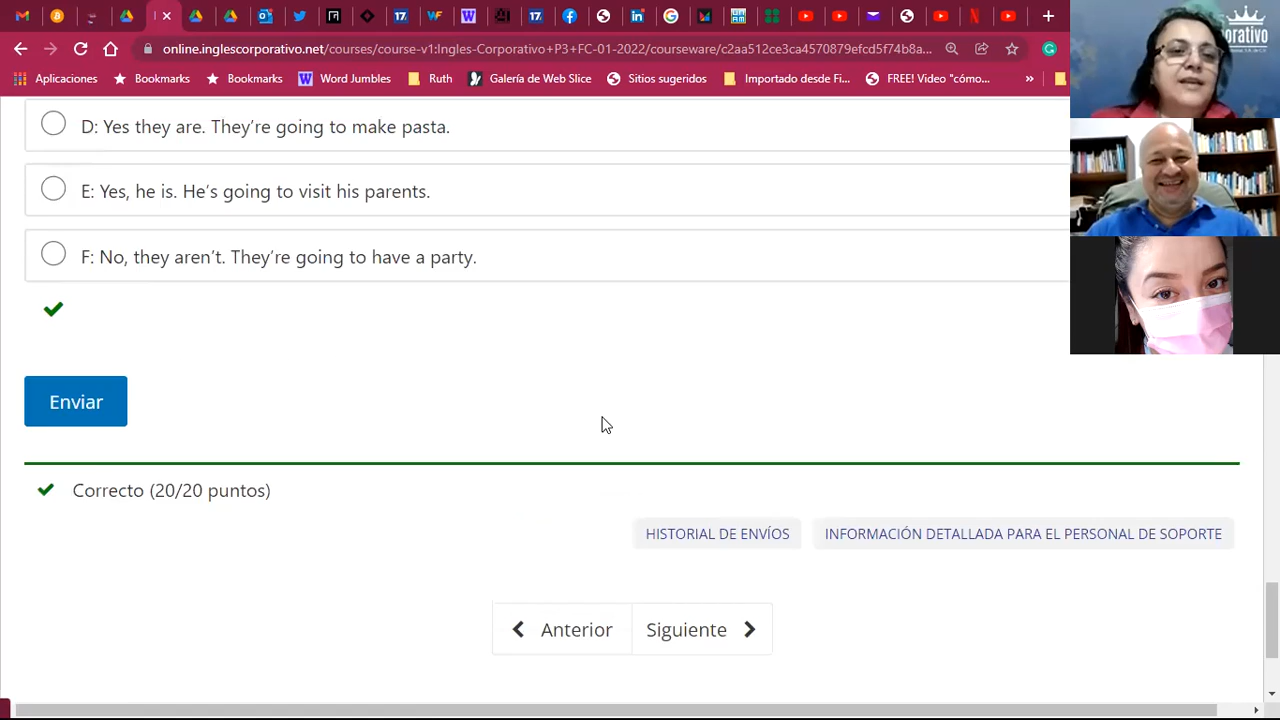 online.inglescorporativo.net/courses/course-v1:Ingles-Corporativo+P3+FC-01-2022/courseware/c2aa512ce3ca4570879efcd5f74b8a...
Aplicaciones Bookmarks Bookmarks Word Jumbles Ruth Galería de Web Slice Sitios sugeridos Importado desde Fi... FREE! Video "cómo... »
orativo
D: Yes they are. They're going to make pasta.
E: Yes, he is. He's going to visit his parents.
F: No, they aren't. They're going to have a party.
Enviar
Correcto (20/20 puntos)
HISTORIAL DE ENVÍOS INFORMACIÓN DETALLADA PARA EL PERSONAL DE SOPORTE
Anterior Siguiente